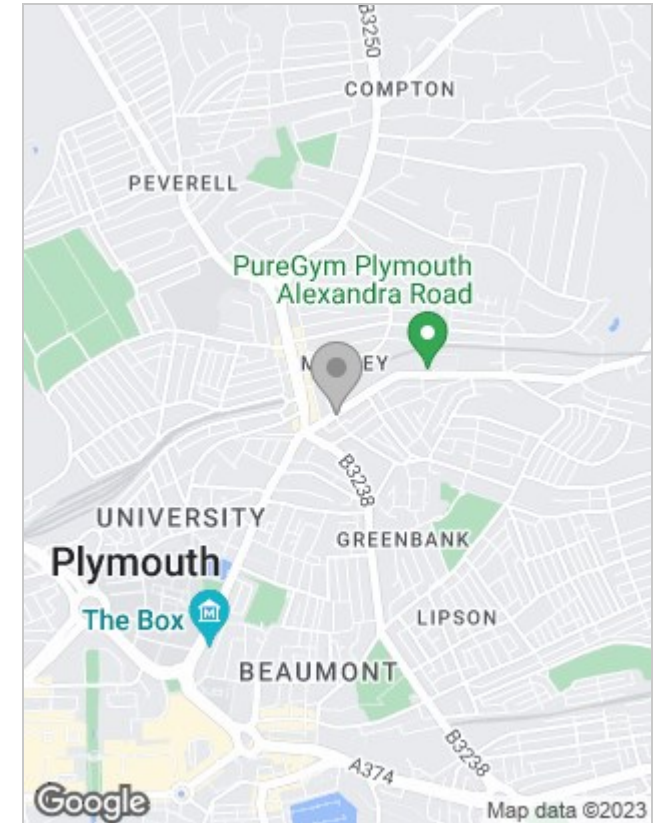 B3250
COMPTON
PEVERELL
PureGym Plymouth
Alexandra Road
B3238
UNIVERSITY
GREENBANK
Plymouth
The Box
M
LIPSON
BEAUMONT
B3238
A374
Google
Map data ©2023